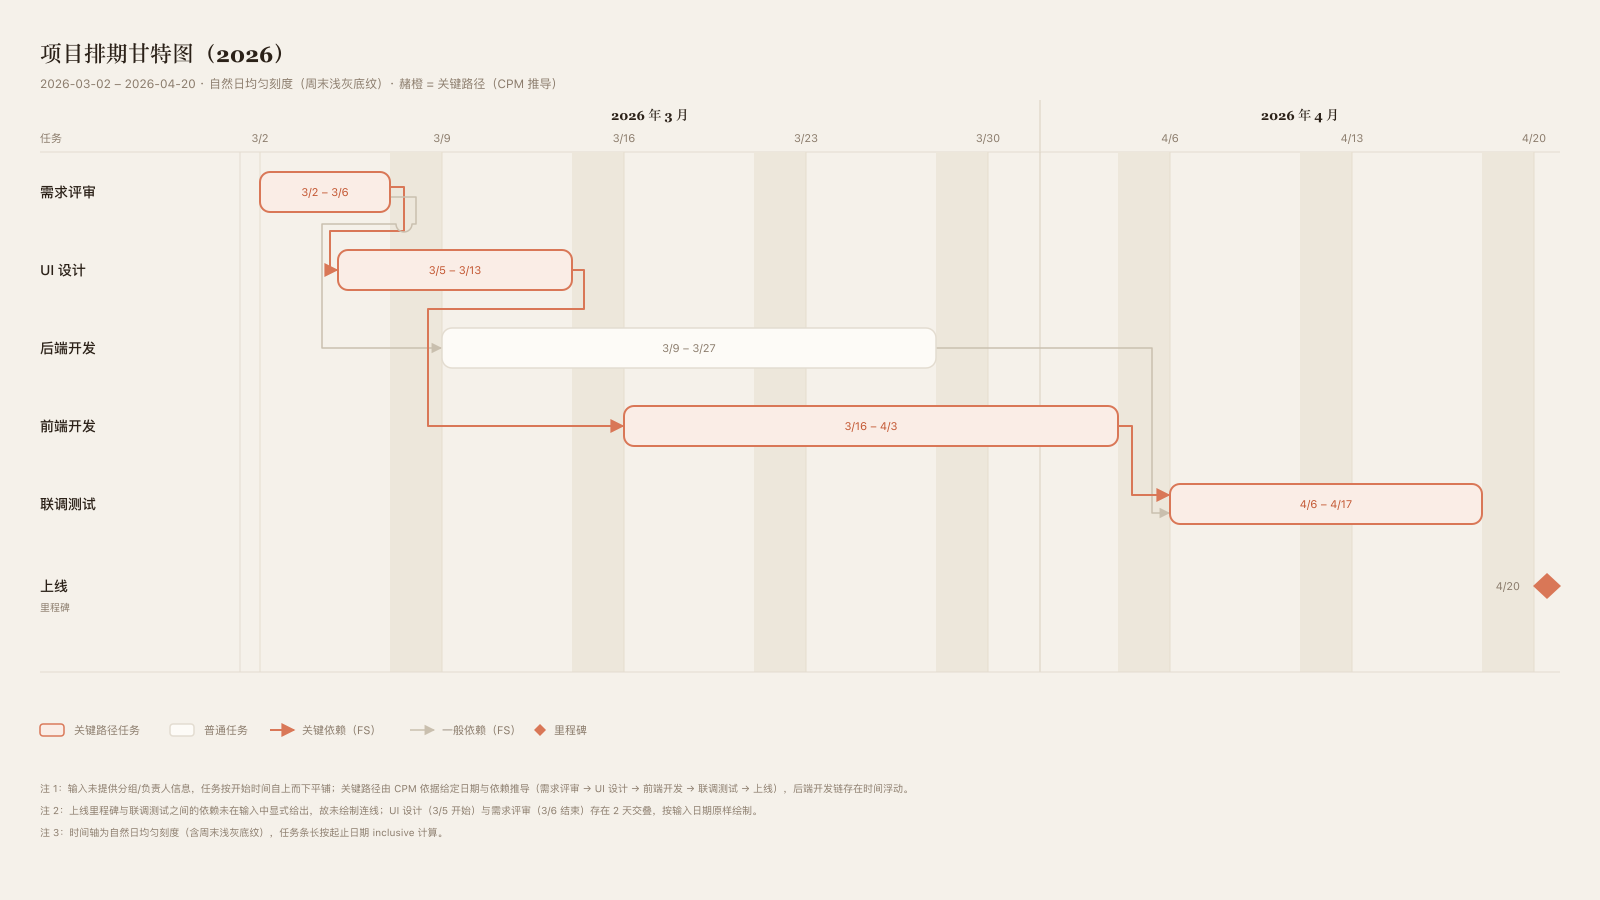 项目排期甘特图（2026）
2026-03-02 – 2026-04-20 · 自然日均匀刻度（周末浅灰底纹）· 赭橙 = 关键路径（CPM 推导）
2026 年 3 月
2026 年 4 月
任务
3/2
3/9
3/16
3/23
3/30
4/6
4/13
4/20
需求评审
3/2 – 3/6
UI 设计
3/5 – 3/13
后端开发
3/9 – 3/27
前端开发
3/16 – 4/3
联调测试
4/6 – 4/17
上线
里程碑
4/20
关键路径任务
普通任务
关键依赖（FS）
一般依赖（FS）
里程碑
注 1：输入未提供分组/负责人信息，任务按开始时间自上而下平铺；关键路径由 CPM 依据给定日期与依赖推导（需求评审 → UI 设计 → 前端开发 → 联调测试 → 上线），后端开发链存在时间浮动。
注 2：上线里程碑与联调测试之间的依赖未在输入中显式给出，故未绘制连线；UI 设计（3/5 开始）与需求评审（3/6 结束）存在 2 天交叠，按输入日期原样绘制。
注 3：时间轴为自然日均匀刻度（含周末浅灰底纹），任务条长按起止日期 inclusive 计算。